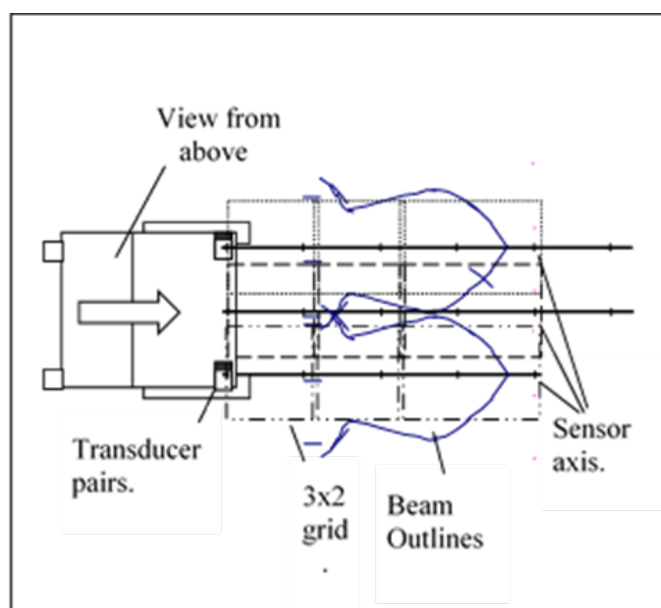 View from
above
Transducer
pairs.
3x2
grid
.
Beam
Outlines
Sensor
axis.